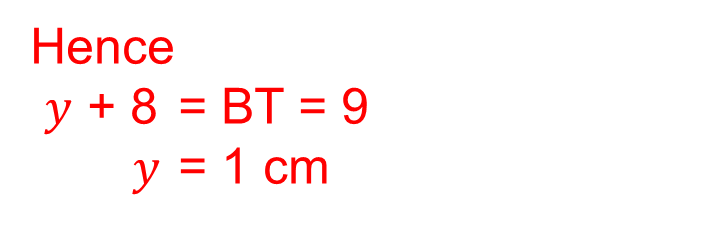 Hence
y + 8 = BT = 9
y = 1 cm